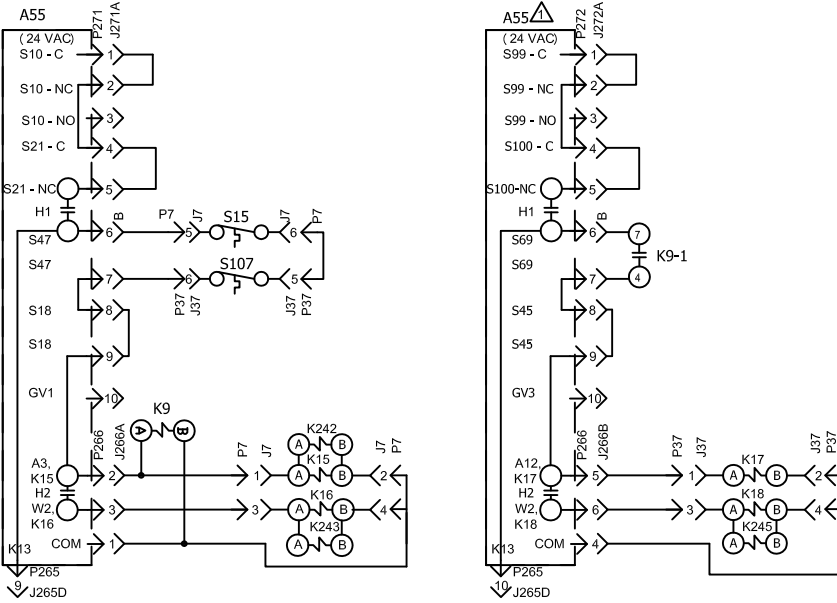 A55
P271
J271A
(24 VAC)
S10 - C
1
S10 - NC
2
S10 - NO
3
S21 - C
4
S21 - NC
5
H1
6
B
P7
5
J7
S15
J7
6
P7
S47
S47
7
P37
6
J37
S107
J37
5
P37
S18
8
S18
9
GV1
10
K9
A
B
P266
J266A
A3,
K15
2
P7
1
J7
K242
A
B
K15
A
B
J7
2
P7
H2
W2,
K16
3
3
K16
A
B
4
K243
A
B
COM
1
K13
P265
9
J265D
A55
1
P272
J272A
(24 VAC)
S99 - C
1
S99 - NC
2
S99 - NO
3
S100 - C
4
S100-NC
5
H1
6
B
7
S69
K9-1
S69
7
4
S45
8
S45
9
GV3
10
P266
J266B
A12,
K17
5
P37
1
J37
K17
A
B
J37
2
P37
H2
W2,
K18
6
3
K18
A
B
4
K245
A
B
COM
4
K13
P265
10
J265D